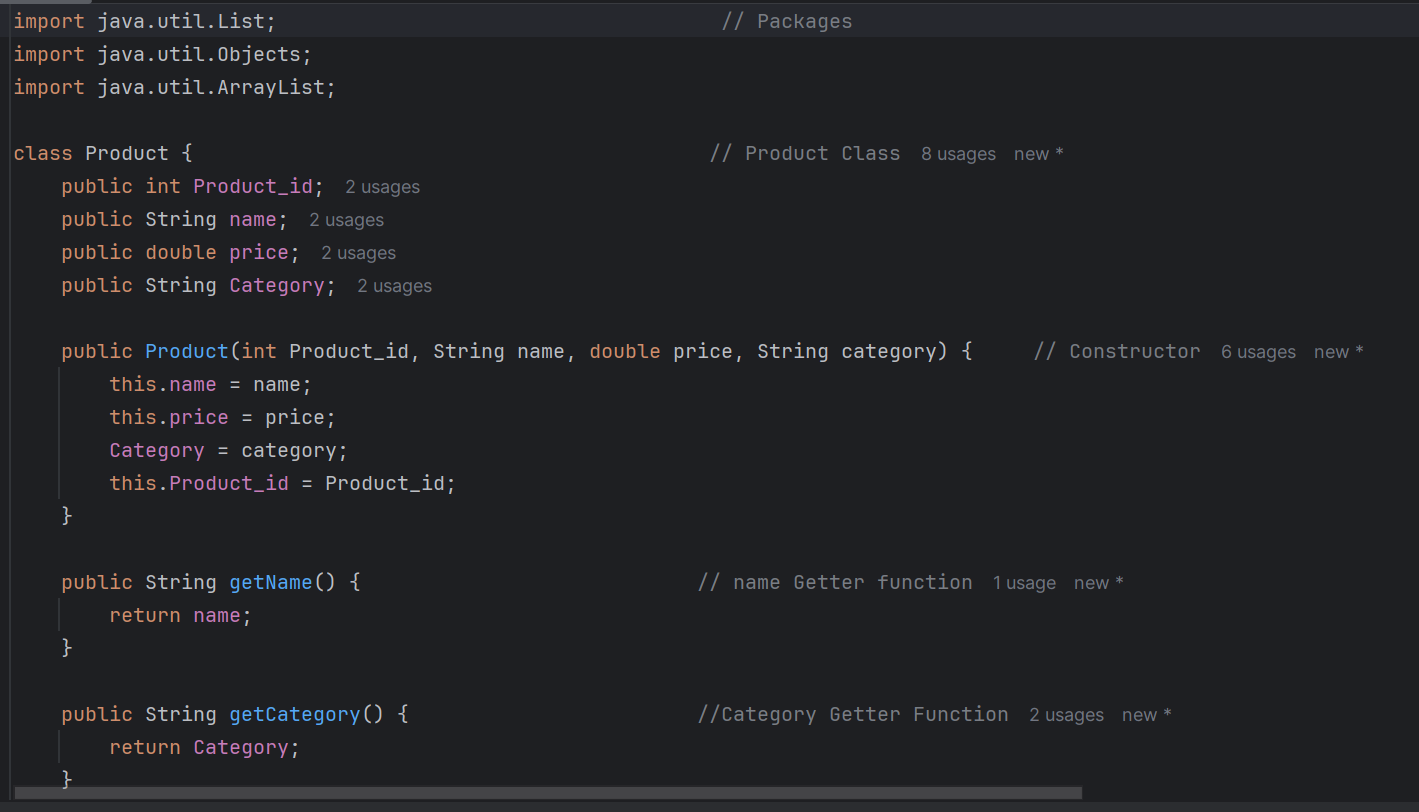 import java.util.List; // Packages
import java.util.Objects;
import java.util.ArrayList;
class Product { // Product Class 8 usages new *
public int Product_id; 2 usages
public String name; 2 usages
public double price; 2 usages
public String Category; 2 usages
public Product(int Product_id, String name, double price, String category) { // Constructor 6 usages new *
this.name = name;
this.price = price;
Category = category;
this.Product_id = Product_id;
}
public String getName() { // name Getter function 1 usage new *
return name;
}
public String getCategory() { //Category Getter Function 2 usages new *
return Category;
}